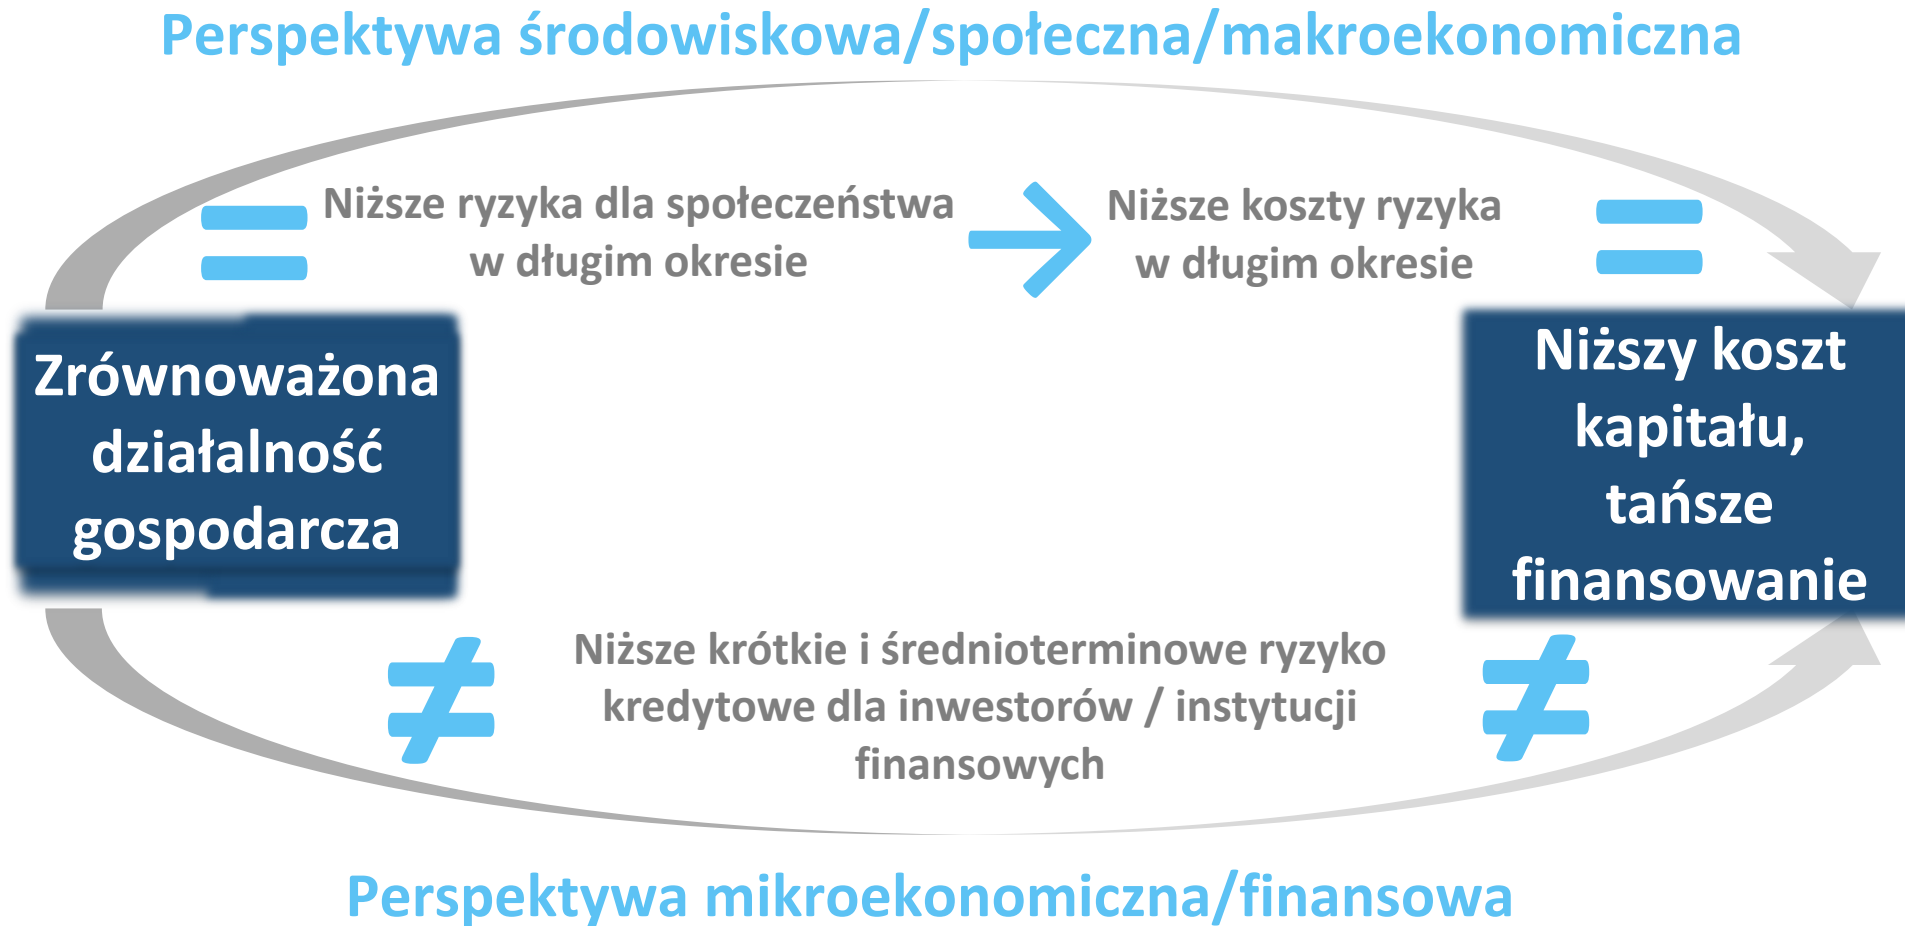 Perspektywa środowiskowa/społeczna/makroekonomiczna
=
Niższe ryzyka dla społeczeństwa
w długim okresie
→
Niższe koszty ryzyka
w długim okresie
=
Zrównoważona
działalność
gospodarcza
Niższy koszt
kapitału,
tańsze
finansowanie
≠
Niższe krótkie i średnioterminowe ryzyko
kredytowe dla inwestorów / instytucji
finansowych
≠
Perspektywa mikroekonomiczna/finansowa